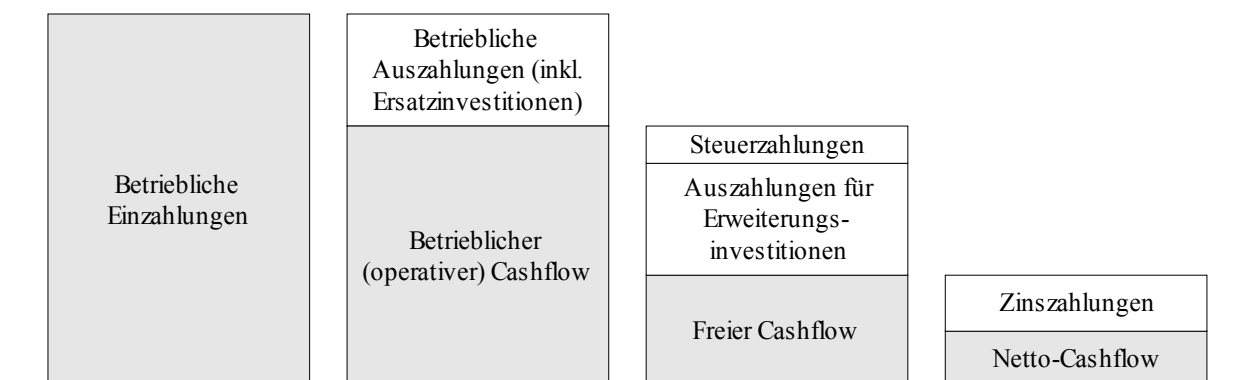 Betriebliche
Einzahlungen
Betriebliche
Auszahlungen (inkl.
Ersatzinvestitionen)
Betrieblicher
(operativer) Cashflow
Steuerzahlungen
Auszahlungen für
Erweiterungs-
investitionen
Freier Cashflow
Zinszahlungen
Netto-Cashflow